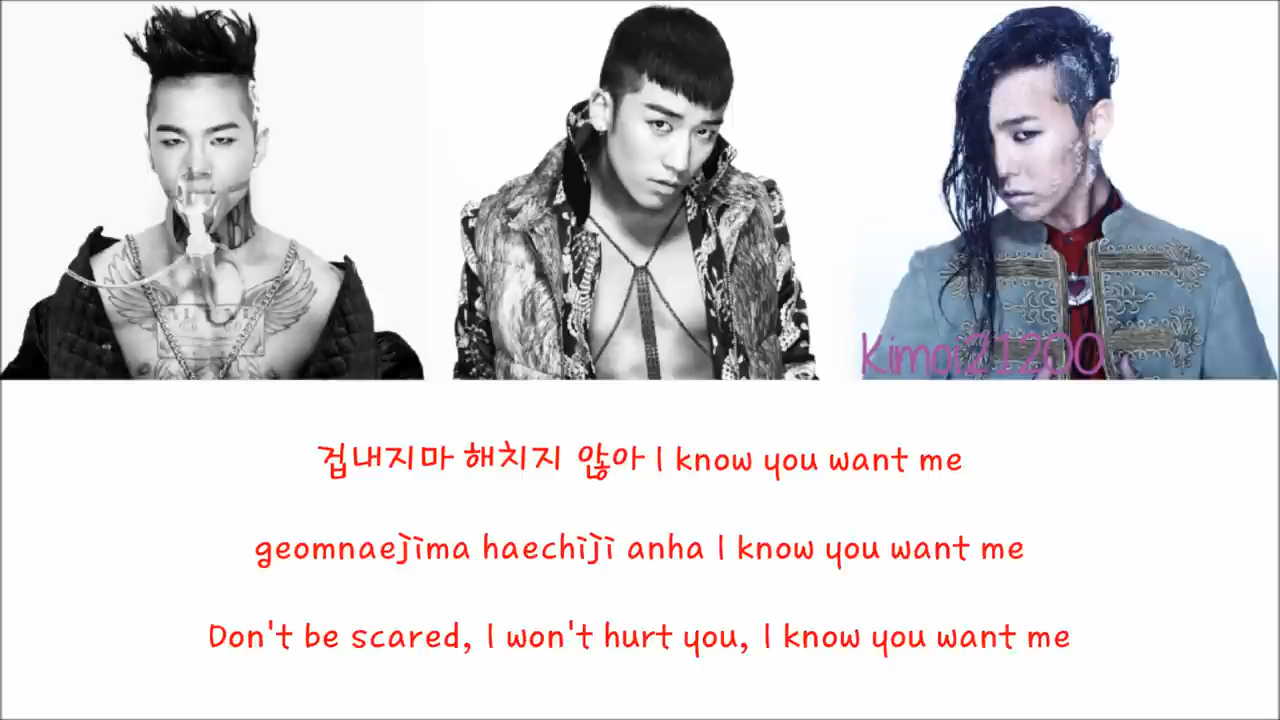 Kimoi21200
겁내지마 해치지 않아 I know you want me
geomnaejima haechiji anha I know you want me
Don't be scared, I won't hurt you, I know you want me